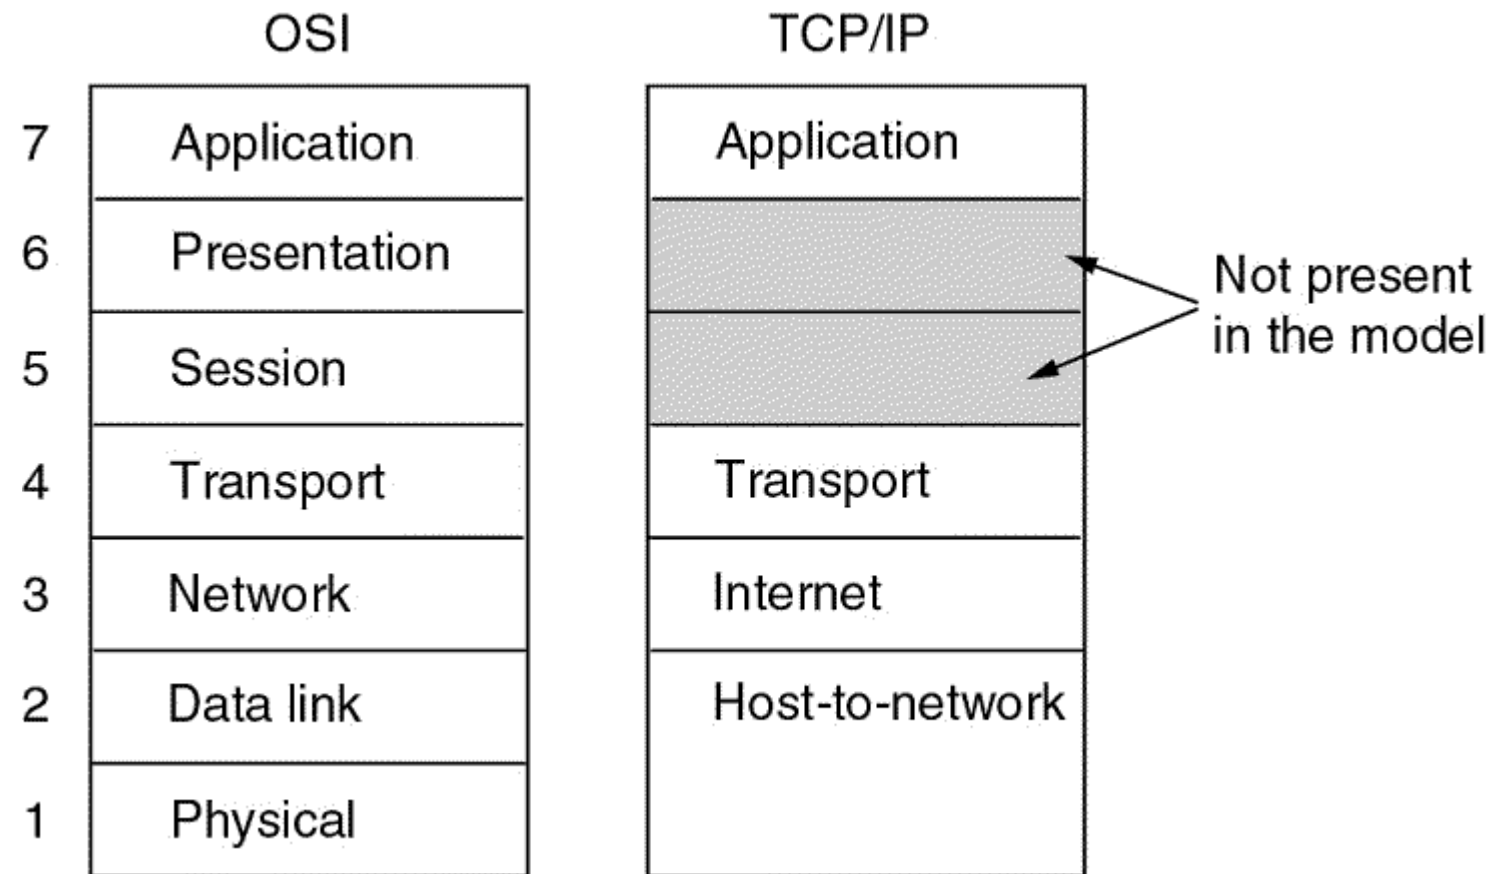 OSI
TCP/IP
7 Application Application
6 Presentation
5 Session
Not present
in the model
4 Transport Transport
3 Network Internet
2 Data link Host-to-network
1 Physical